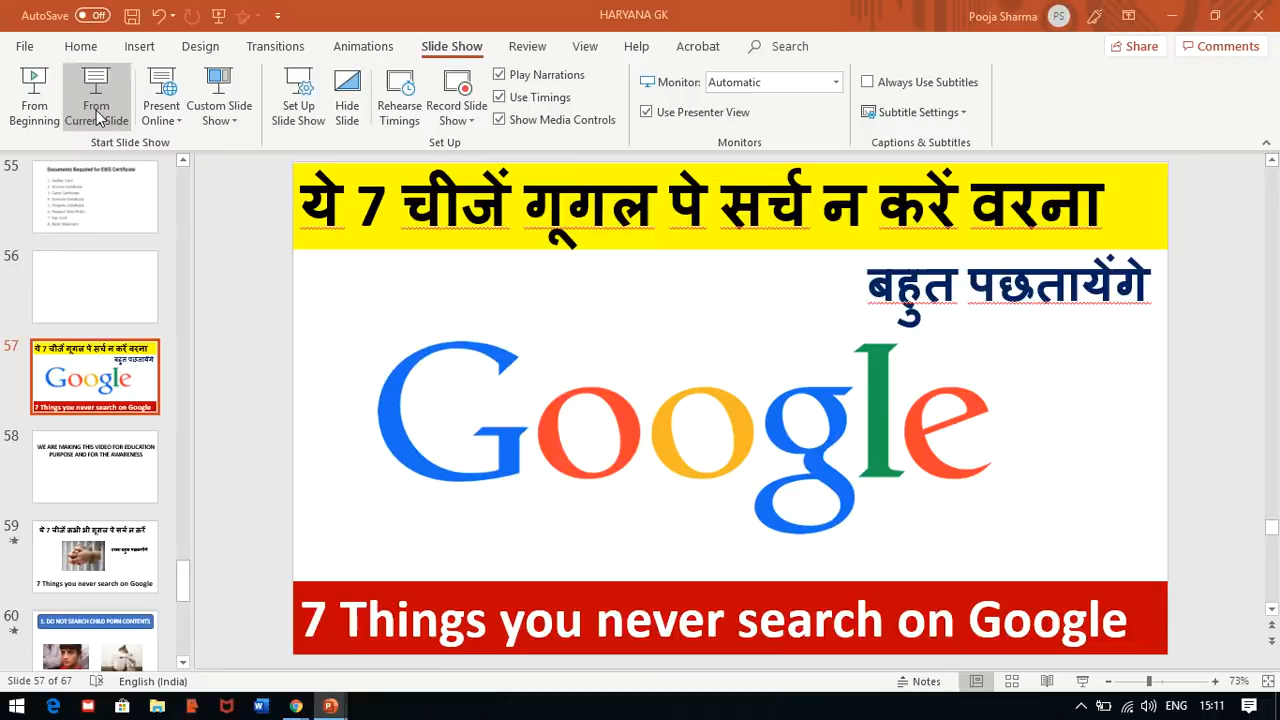 AutoSave Off
HARYANA GK
Pooja Sharma PS
File Home Insert Design Transitions Animations Slide Show Review View Help Acrobat Search Share Comments
From Beginning
From Current Slide
Present Online
Custom Slide Show
Set Up Slide Show
Hide Slide
Rehearse Timings
Record Slide Show
Play Narrations
Use Timings
Show Media Controls
Monitor: Automatic
Use Presenter View
Always Use Subtitles
Subtitle Settings
Start Slide Show
Set Up
Monitors
Captions & Subtitles
55
Documents Required for EWS Certificate
56
57
ये 7 चीजें गूगल पे सर्च न करें वरना
बहुत पछतायेंगे
Google
7 Things you never search on Google
58
WE ARE MAKING THIS VIDEO FOR EDUCATION
PURPOSE AND FOR THE AWARENESS
59
ये 7 चीजें कभी भी गूगल पे सर्च न करें
7 Things you never search on Google
60
1. DO NOT SEARCH CHILD PORN CONTENTS
ये 7 चीजें गूगल पे सर्च न करें वरना
बहुत पछतायेंगे
Google
7 Things you never search on Google
Slide 57 of 67
English (India)
Notes
73%
ENG
15:11